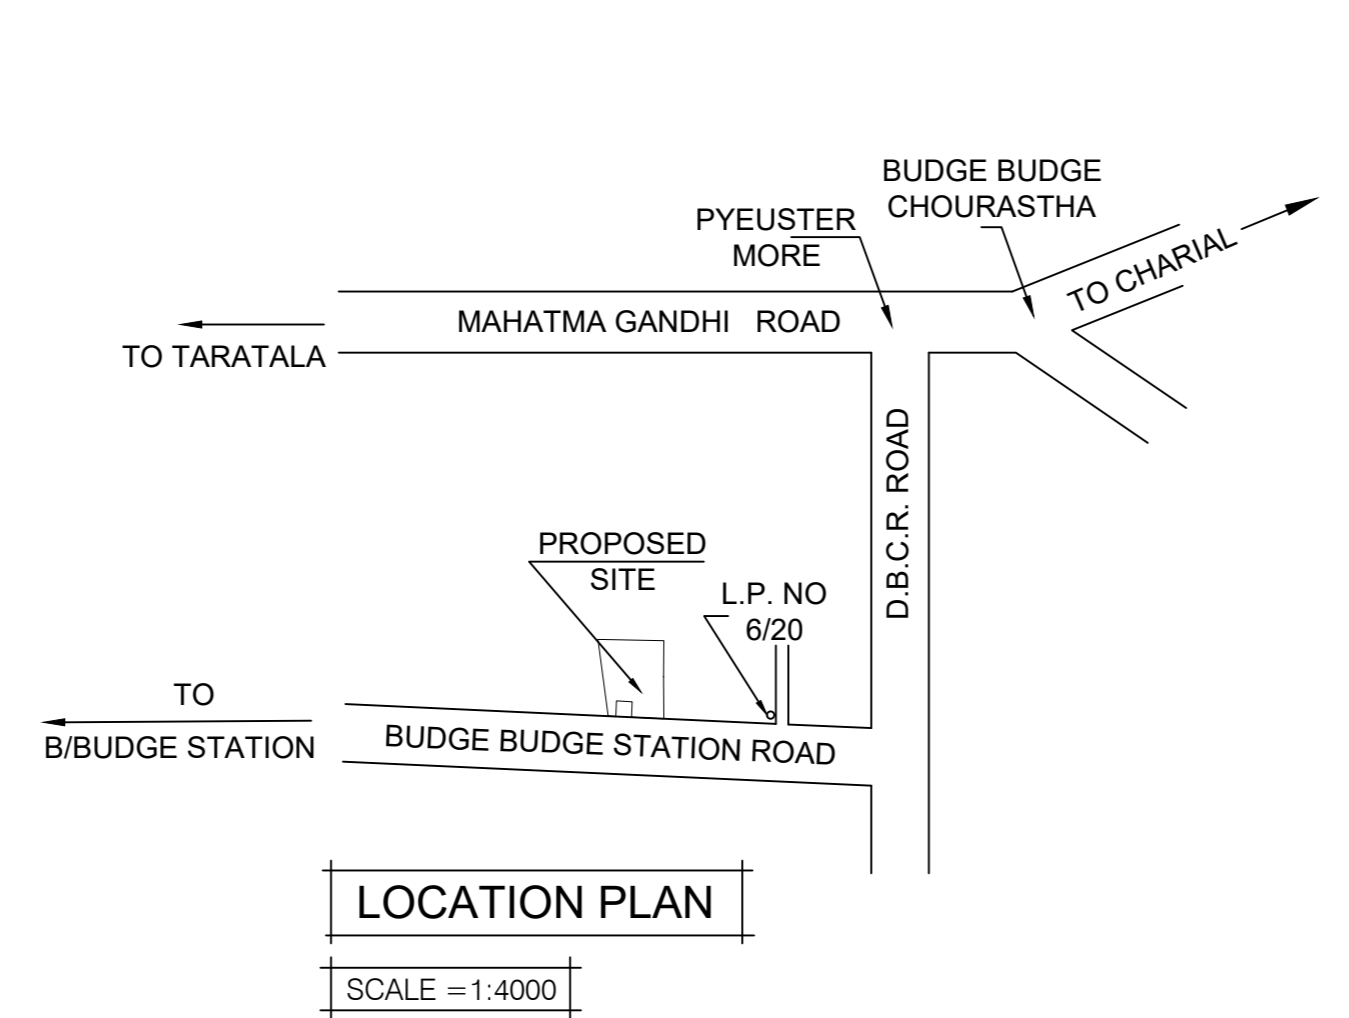 BUDGE BUDGE
CHOURASTHA
PYEUSTER
MORE
TO CHARIAL
MAHATMA GANDHI ROAD
TO TARATALA
D.B.C.R. ROAD
PROPOSED
SITE
L.P. NO
6/20
TO
B/BUDGE STATION
BUDGE BUDGE STATION ROAD
LOCATION PLAN
SCALE =1:4000